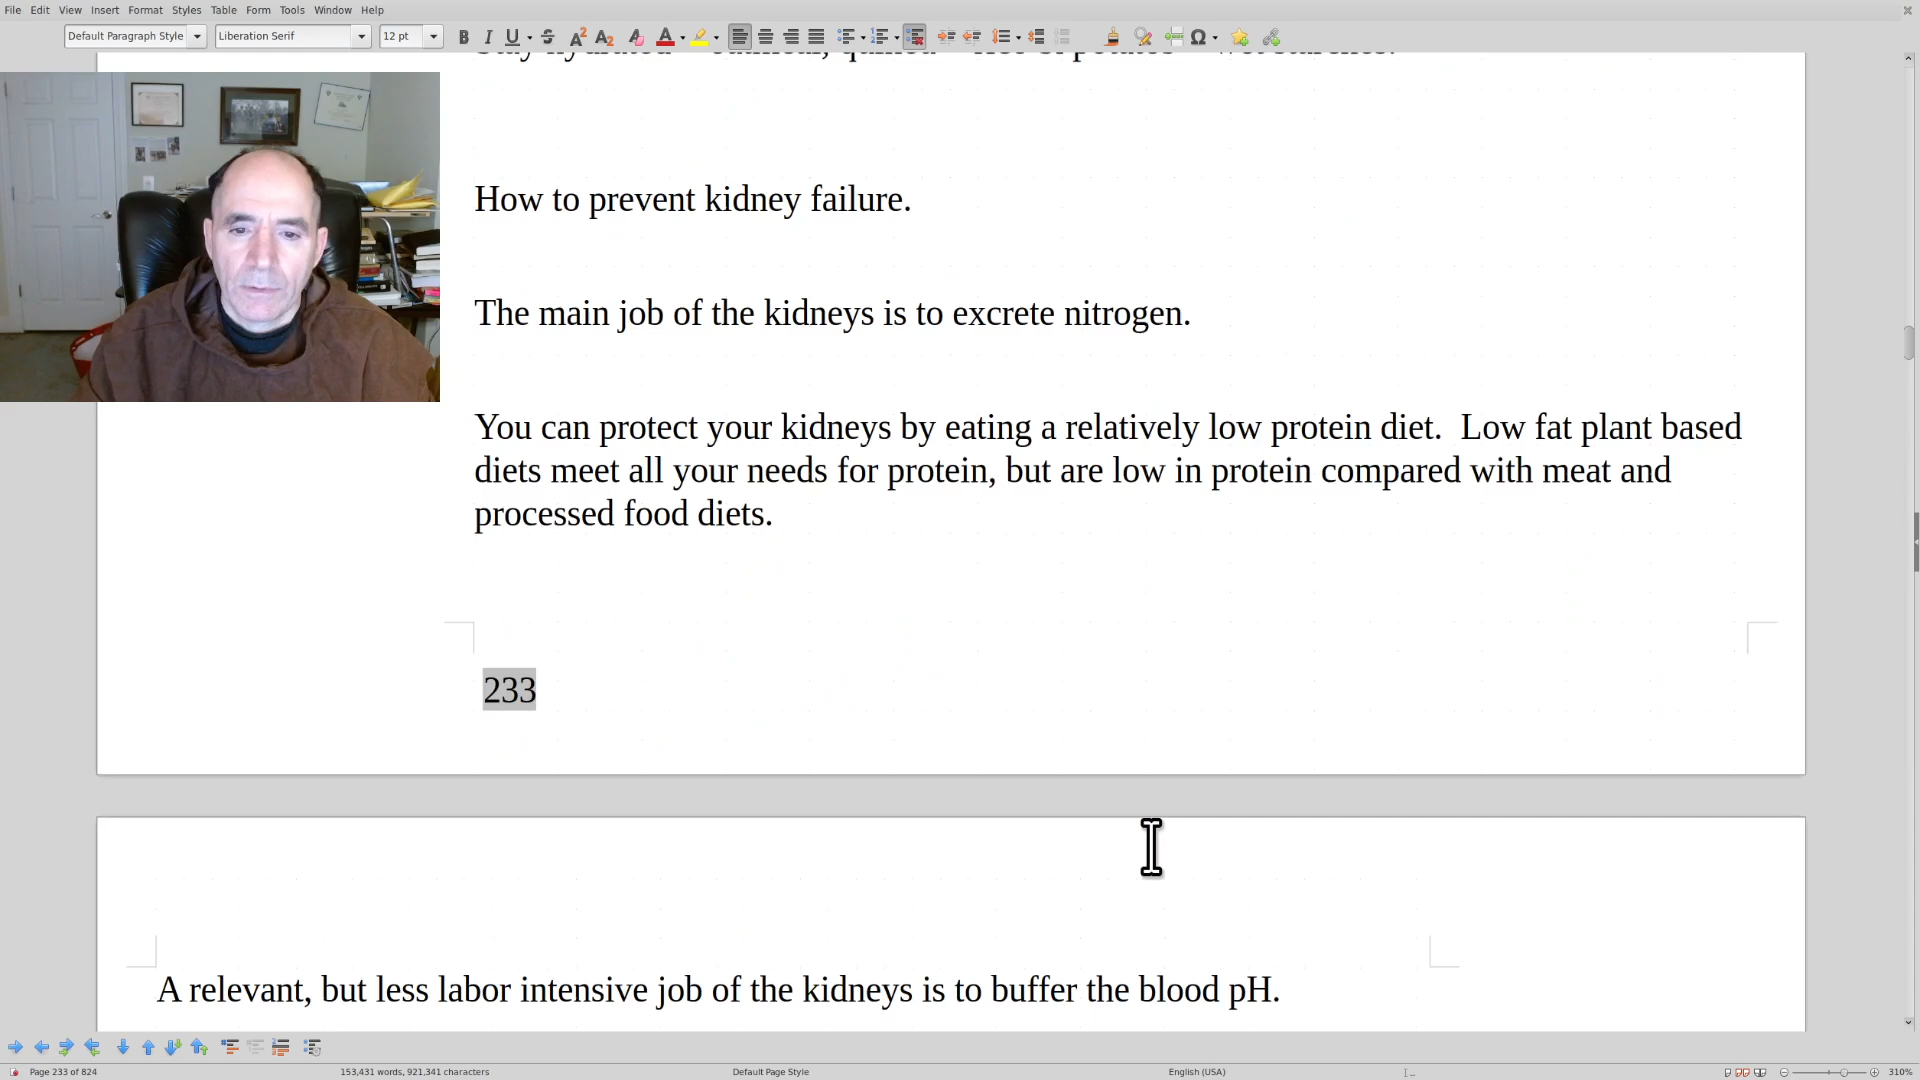 File Edit View Insert Format Styles Table Form Tools Window Help
Default Paragraph Style Liberation Serif 12 pt
How to prevent kidney failure.
The main job of the kidneys is to excrete nitrogen.
You can protect your kidneys by eating a relatively low protein diet.  Low fat plant based
diets meet all your needs for protein, but are low in protein compared with meat and
processed food diets.
233
A relevant, but less labor intensive job of the kidneys is to buffer the blood pH.
Page 233 of 824 153,431 words, 921,341 characters Default Page Style English (USA) 310%